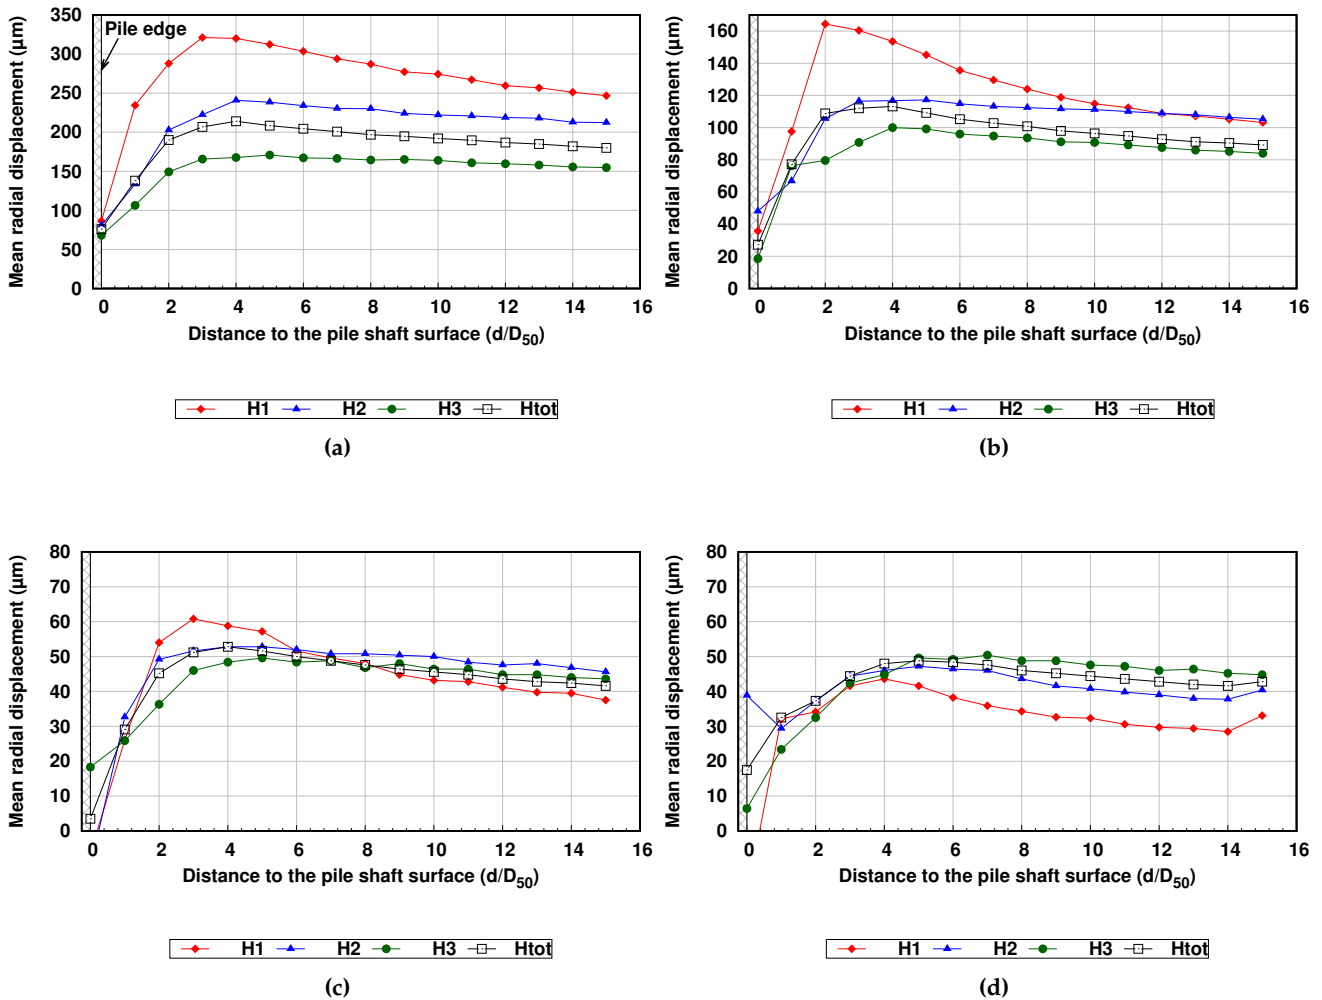 Mean radial displacement (µm)
350
300
250
200
150
100
50
0
Pile edge
0 2 4 6 8 10 12 14 16
Distance to the pile shaft surface (d/D50)
H1 H2 H3 Htot
(a)
Mean radial displacement (µm)
160
140
120
100
80
60
40
20
0
0 2 4 6 8 10 12 14 16
Distance to the pile shaft surface (d/D50)
H1 H2 H3 Htot
(b)
Mean radial displacement (µm)
80
70
60
50
40
30
20
10
0
0 2 4 6 8 10 12 14 16
Distance to the pile shaft surface (d/D50)
H1 H2 H3 Htot
(c)
Mean radial displacement (µm)
80
70
60
50
40
30
20
10
0
0 2 4 6 8 10 12 14 16
Distance to the pile shaft surface (d/D50)
H1 H2 H3 Htot
(d)